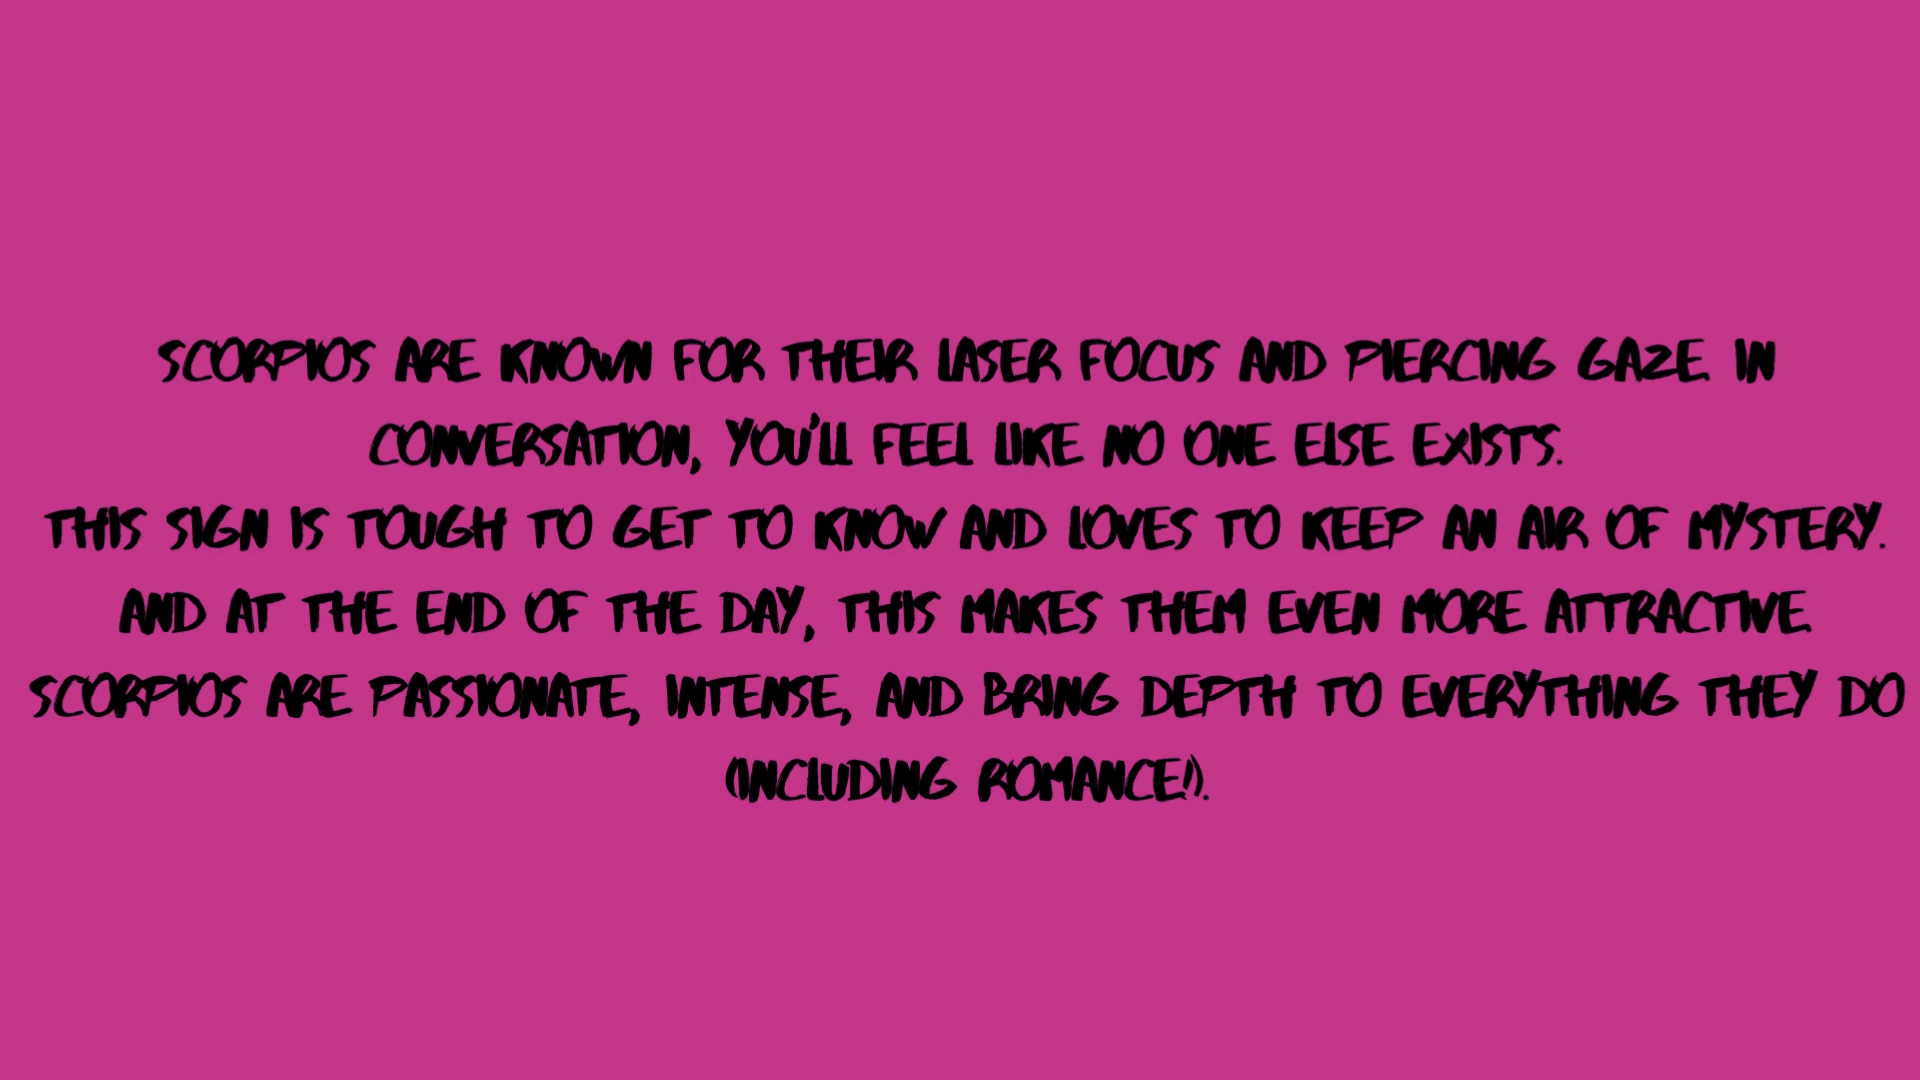 SCORPIOS ARE KNOWN FOR THEIR LASER FOCUS AND PIERCING GAZE. IN
CONVERSATION, YOU'LL FEEL LIKE NO ONE ELSE EXISTS.
THIS SIGN IS TOUGH TO GET TO KNOW AND LOVES TO KEEP AN AIR OF MYSTERY.
AND AT THE END OF THE DAY, THIS MAKES THEM EVEN MORE ATTRACTIVE.
SCORPIOS ARE PASSIONATE, INTENSE, AND BRING DEPTH TO EVERYTHING THEY DO
(INCLUDING ROMANCE!).